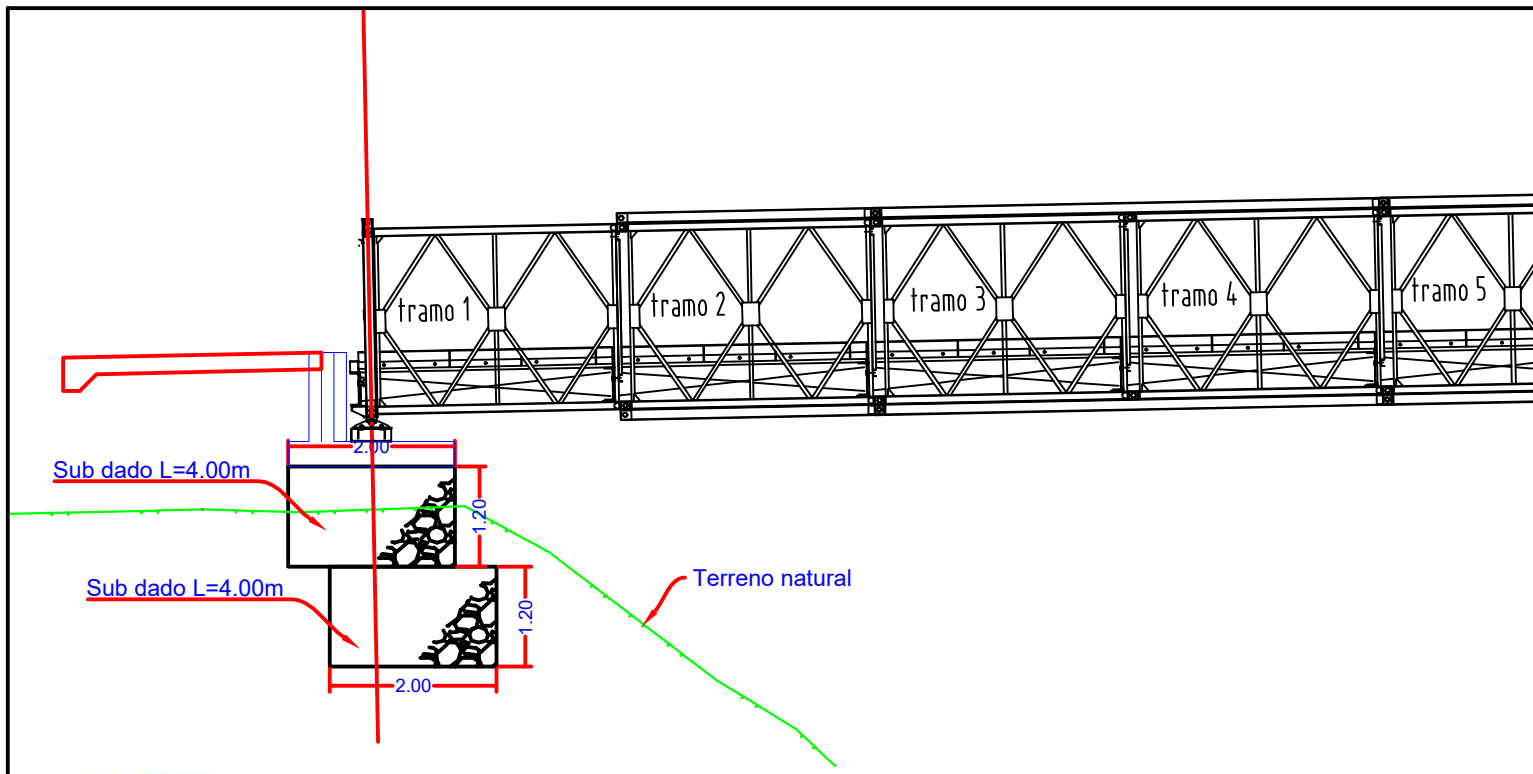 tramo 1
tramo 2
tramo 3
tramo 4
tramo 5
2.00
Sub dado L=4.00m
1.20
Sub dado L=4.00m
Terreno natural
1.20
2.00